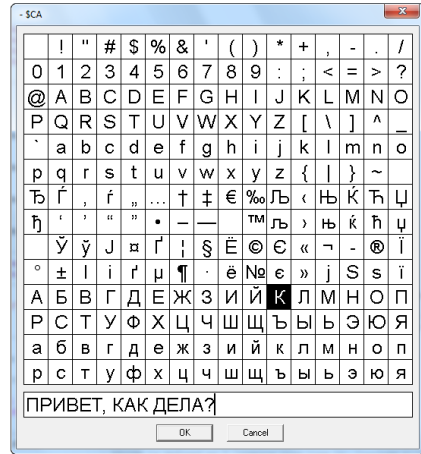 - $CA
! " # $ % & ' ( ) * + , - . /
0 1 2 3 4 5 6 7 8 9 : ; < = > ?
@ A B C D E F G H I J K L M N O
P Q R S T U V W X Y Z [ \ ] ^ _
` a b c d e f g h i j k l m n o
p q r s t u v w x y z { | } ~
Ђ Ѓ ‚ ѓ „ … † ‡ € ‰ Љ ‹ Њ Ќ Ћ Џ
ђ ‘ ’ “ ” • – — ™ љ › њ ќ ћ џ
Ў ў Ј ¤ Ґ ¦ § Ё © Є « ¬ - ® Ї
° ± І і ґ µ ¶ · ё № є » ј Ѕ ѕ ї
А Б В Г Д Е Ж З И Й К Л М Н О П
Р С Т У Ф Х Ц Ч Ш Щ Ъ Ы Ь Э Ю Я
а б в г д е ж з и й к л м н о п
р с т у ф х ц ч ш щ ъ ы ь э ю я
ПРИВЕТ, КАК ДЕЛА?
OK Cancel